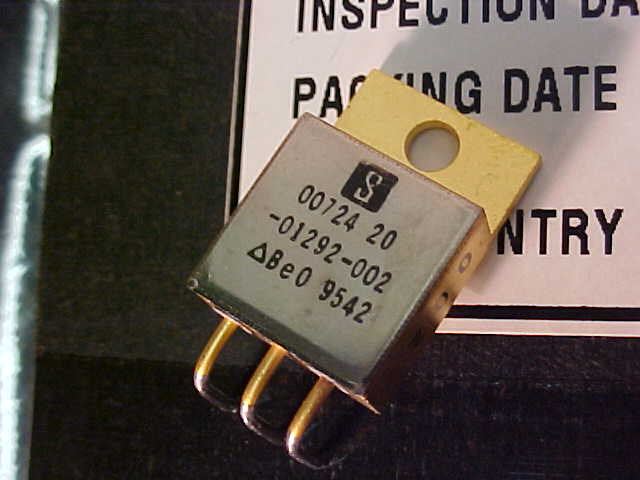 INSPECTION DA
PACKING DATE
NTRY
S
00724 20
-01292-002
ΔBeO 9542